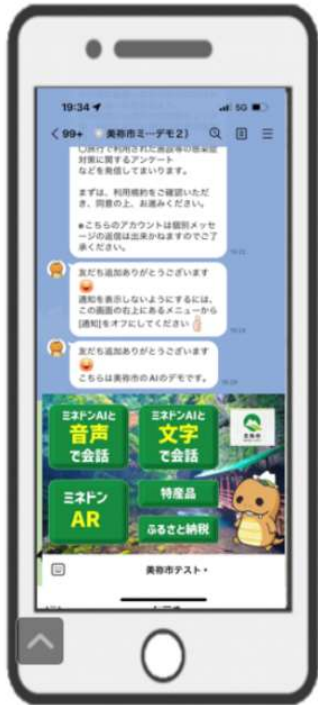 19:34
5G
99+
美祢市ミ…デモ2)
○旅行で利用された施設等の感染症
対策に関するアンケート
などを発信してまいります。
まずは、利用規約をご確認いただ
き、同意の上、お進みください。
※こちらのアカウントは個別メッセ
ージの返信は出来かねますのでご了
承ください。
友だち追加ありがとうございます
通知を表示しないようにするには、
この画面の右上にあるメニューから
[通知]をオフにしてください
友だち追加ありがとうございます
こちらは美祢市のAIのデモです。
ミネドンAIと
音声
で会話
ミネドンAIと
文字
で会話
美祢市
ミネドン
AR
特産品
ふるさと納税
美祢市テスト